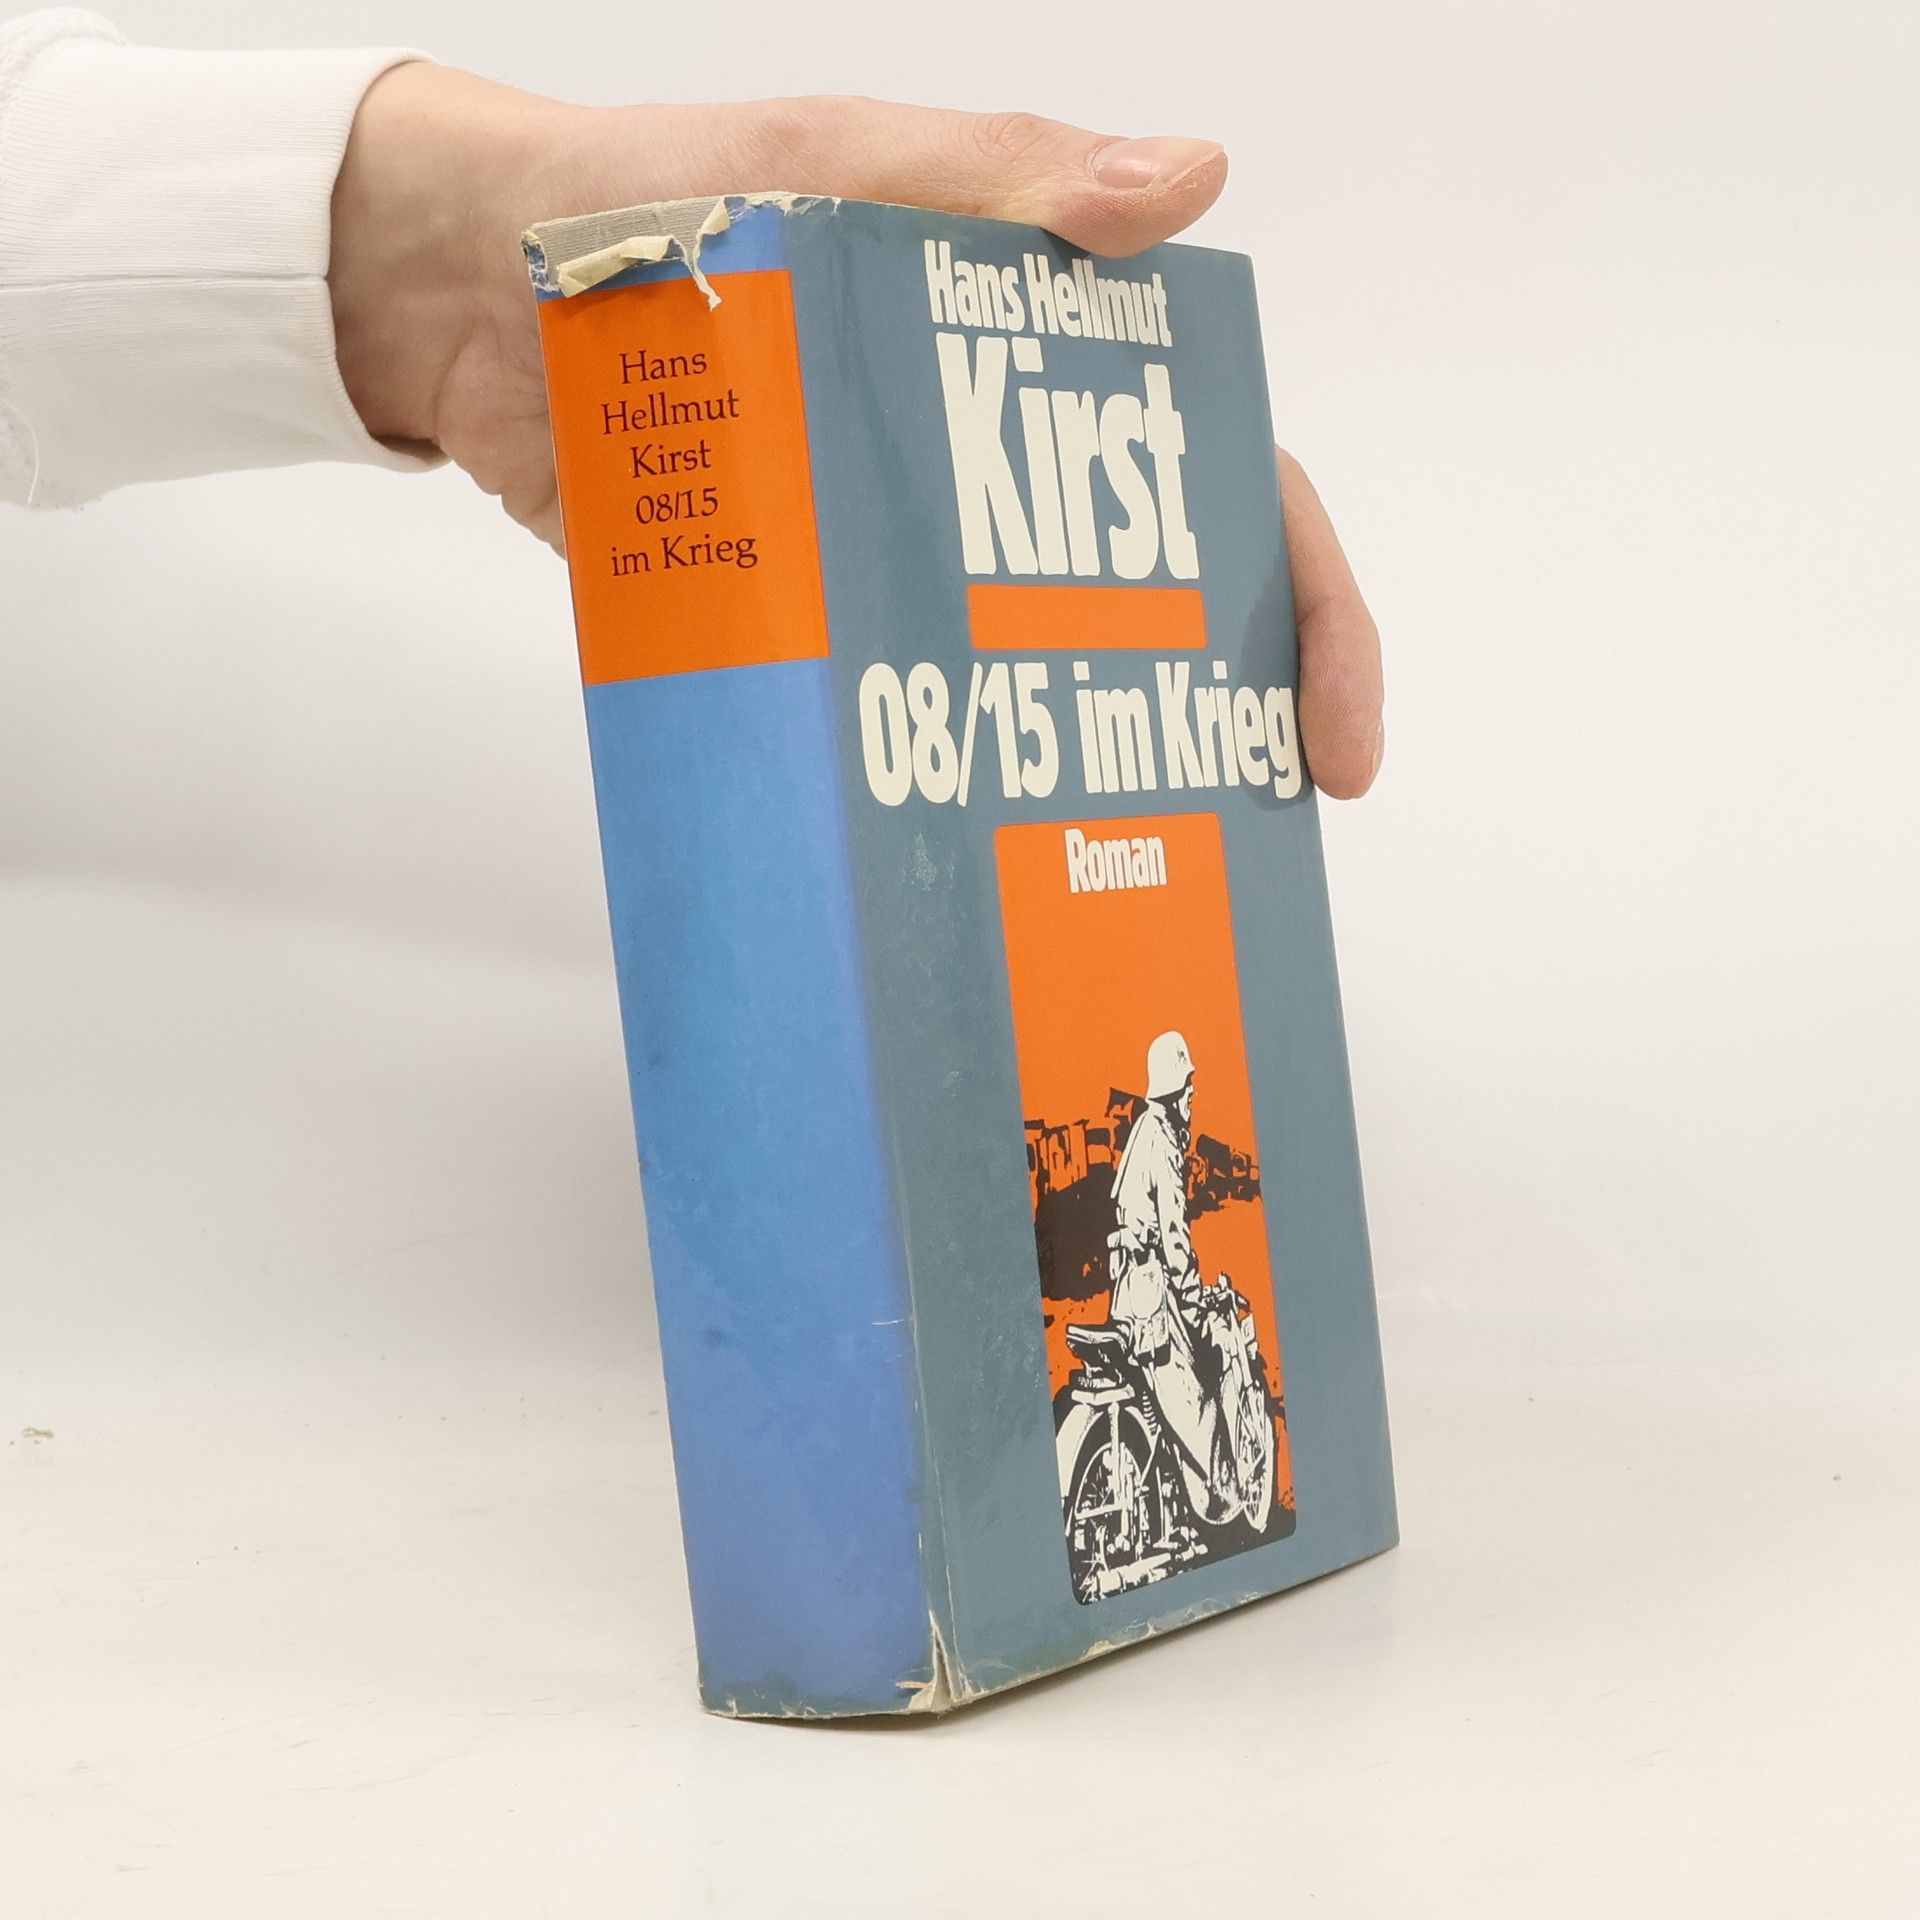 Hans
Hellmut
Kirst
08/15
im Krieg
Hans Hellmut
Kirst
08/15 im Krieg
Roman